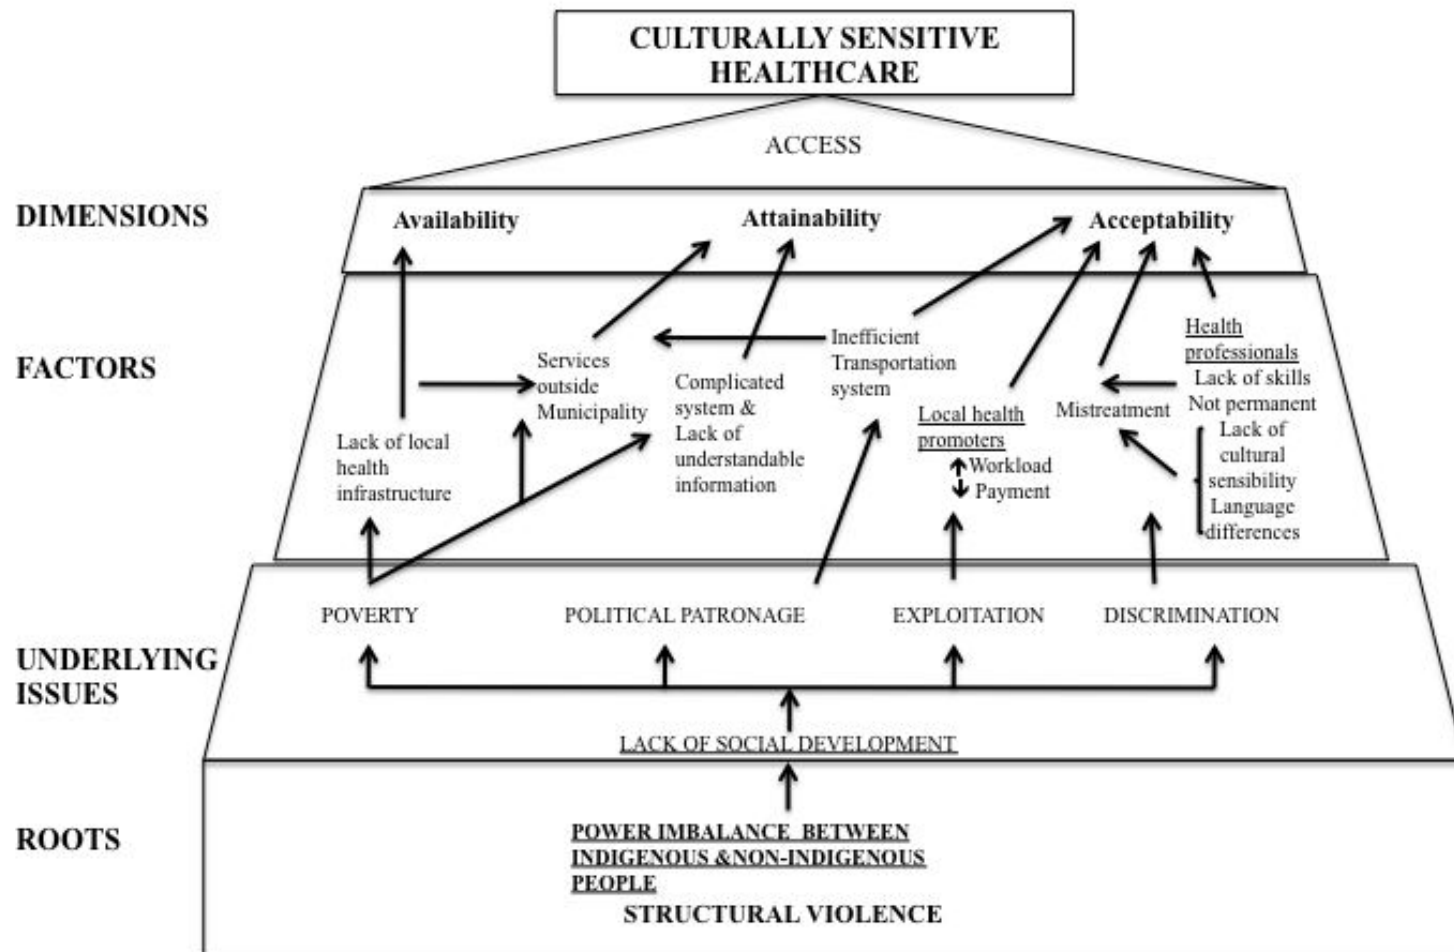 CULTURALLY SENSITIVE
HEALTHCARE
ACCESS
DIMENSIONS
Availability
Attainability
Acceptability
FACTORS
Lack of local
health
infrastructure
Services
outside
Municipality
Complicated
system &
Lack of
understandable
information
Inefficient
Transportation
system
Local health
promoters
Workload
Payment
Mistreatment
Health
professionals
Lack of skills
Not permanent
Lack of
cultural
sensibility
Language
differences
UNDERLYING
ISSUES
POVERTY
POLITICAL PATRONAGE
EXPLOITATION
DISCRIMINATION
LACK OF SOCIAL DEVELOPMENT
ROOTS
POWER IMBALANCE BETWEEN
INDIGENOUS &NON-INDIGENOUS
PEOPLE
STRUCTURAL VIOLENCE